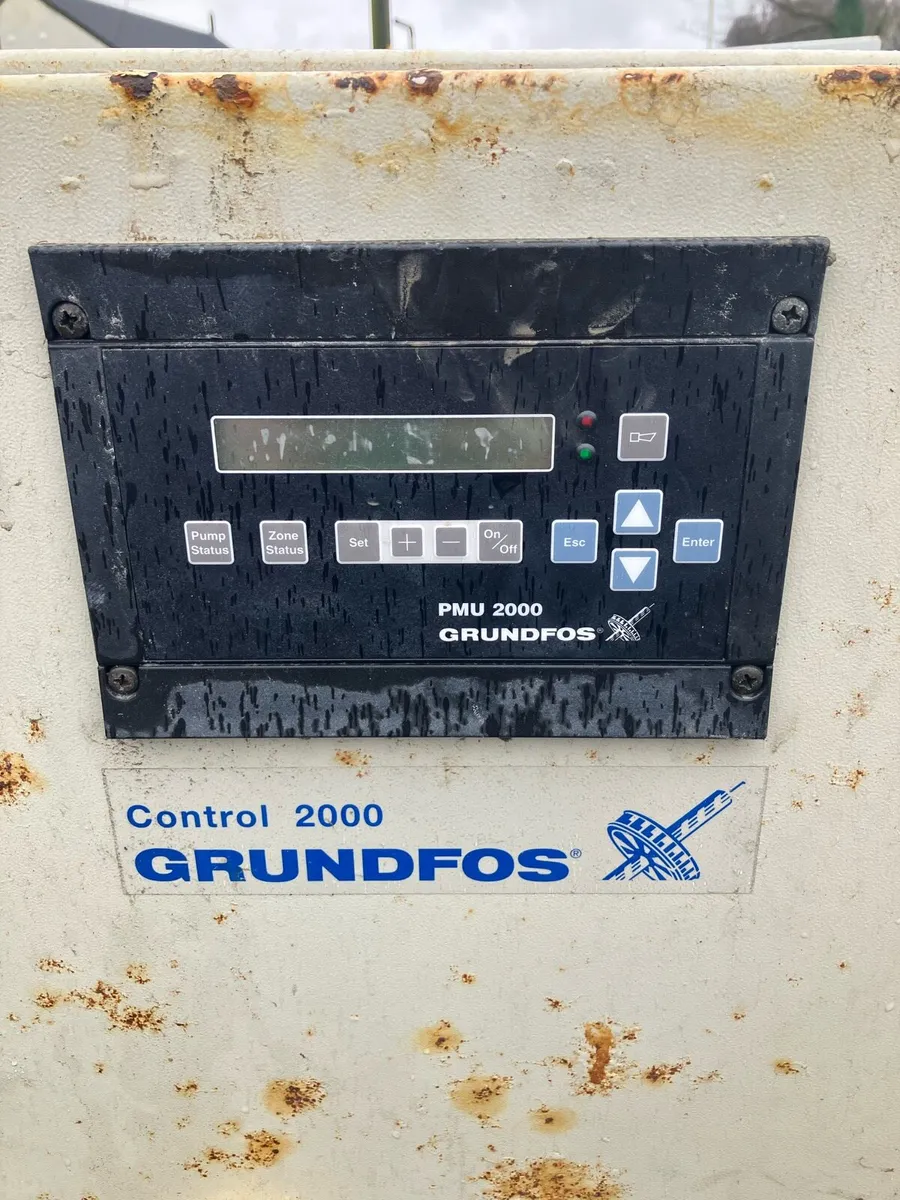 Pump
Status
Zone
Status
Set
+
−
On/Off
Esc
Enter
PMU 2000
GRUNDFOS®
Control 2000
GRUNDFOS®